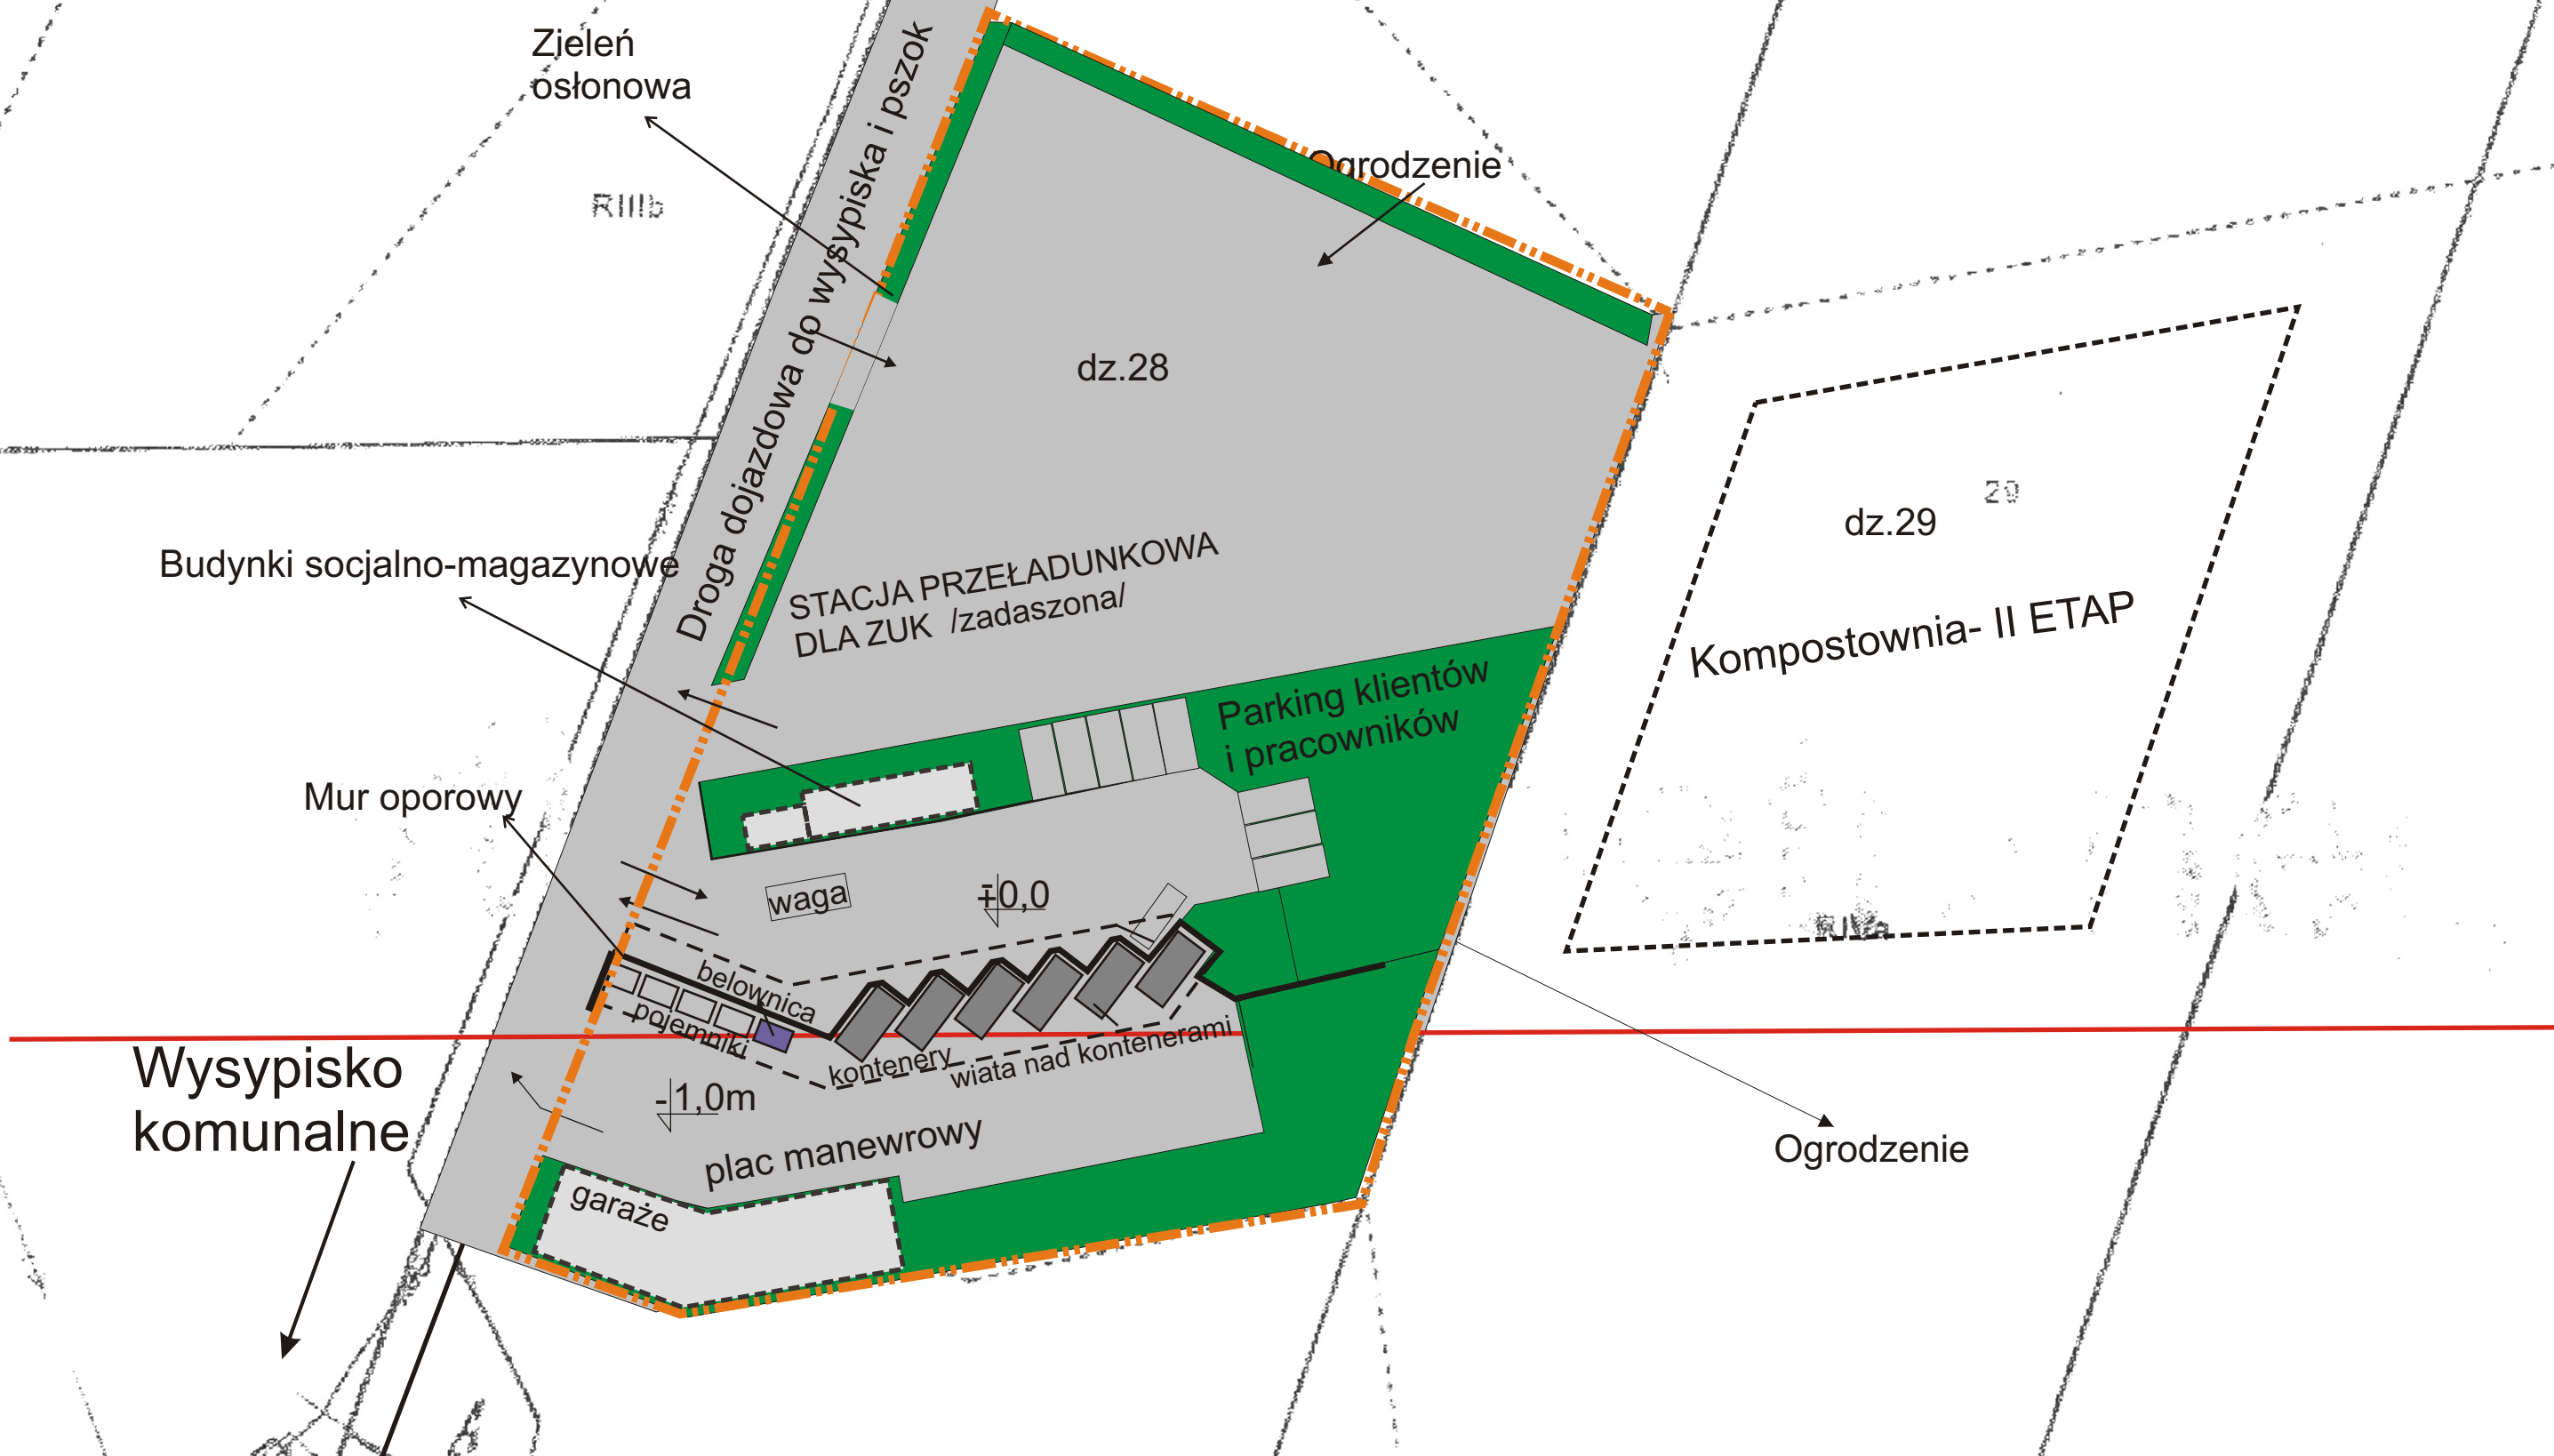 Zieleń
osłonowa
Droga dojazdowa do wysypiska i pszok
Ogrodzenie
RIIIb
dz.28
dz.29
29
Budynki socjalno-magazynowe
STACJA PRZEŁADUNKOWA
DLA ZUK /zadaszona/
Kompostownia- II ETAP
Parking klientów
i pracowników
Mur oporowy
waga
∓0,0
RIVa
belownica
pojemniki
kontenery
wiata nad kontenerami
Wysypisko
komunalne
-1,0m
plac manewrowy
Ogrodzenie
garaże